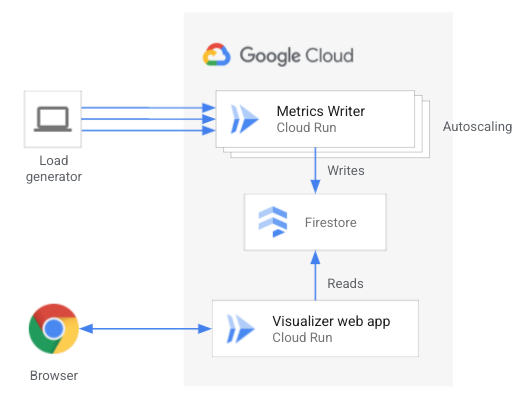 Google Cloud
Metrics Writer
Cloud Run
Autoscaling
Load
generator
Writes
Firestore
Reads
Visualizer web app
Cloud Run
Browser